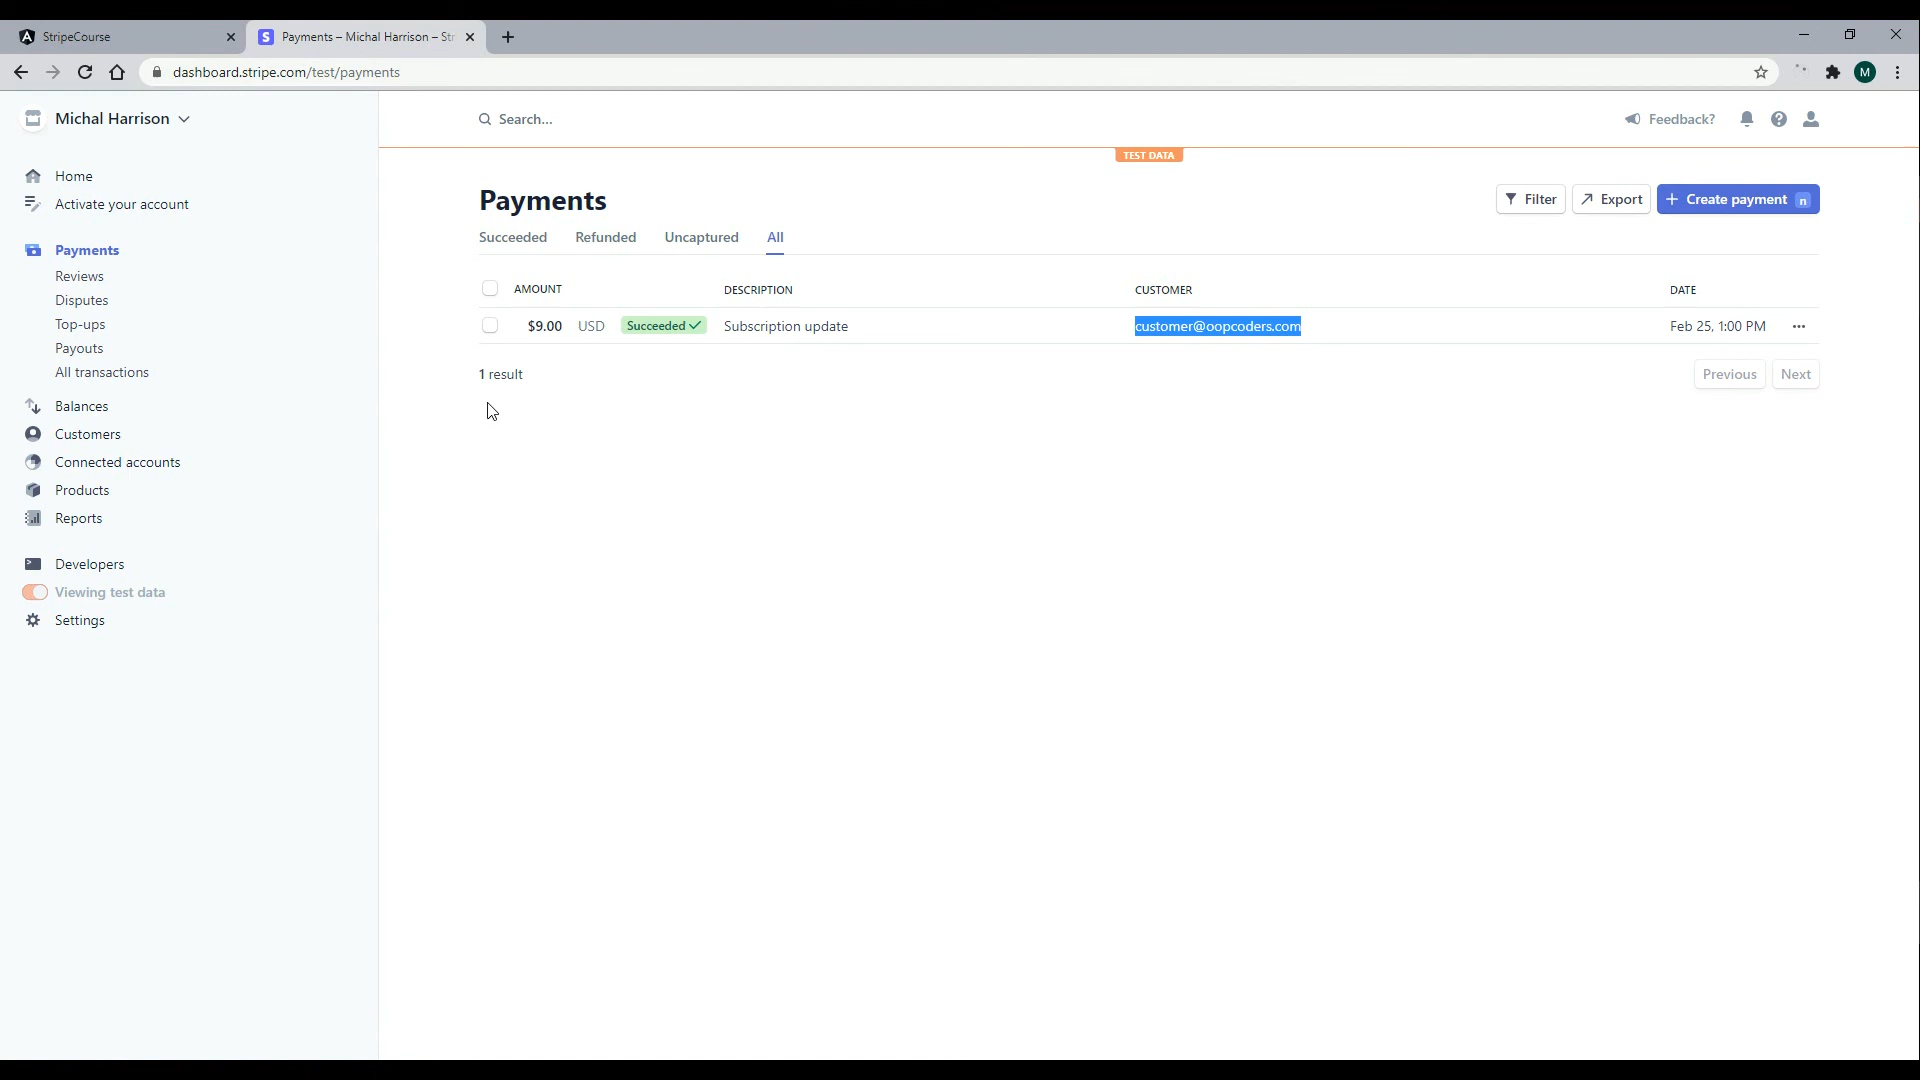 StripeCourse
Payments – Michal Harrison – Str
dashboard.stripe.com/test/payments
M
Michal Harrison
Search...
Feedback?
TEST DATA
Home
Activate your account
Payments
Reviews
Disputes
Top-ups
Payouts
All transactions
Balances
Customers
Connected accounts
Products
Reports
Developers
Viewing test data
Settings
Payments
Filter
Export
Create payment n
Succeeded Refunded Uncaptured All
AMOUNT DESCRIPTION CUSTOMER DATE
$9.00 USD Succeeded Subscription update customer@oopcoders.com Feb 25, 1:00 PM
1 result
Previous Next